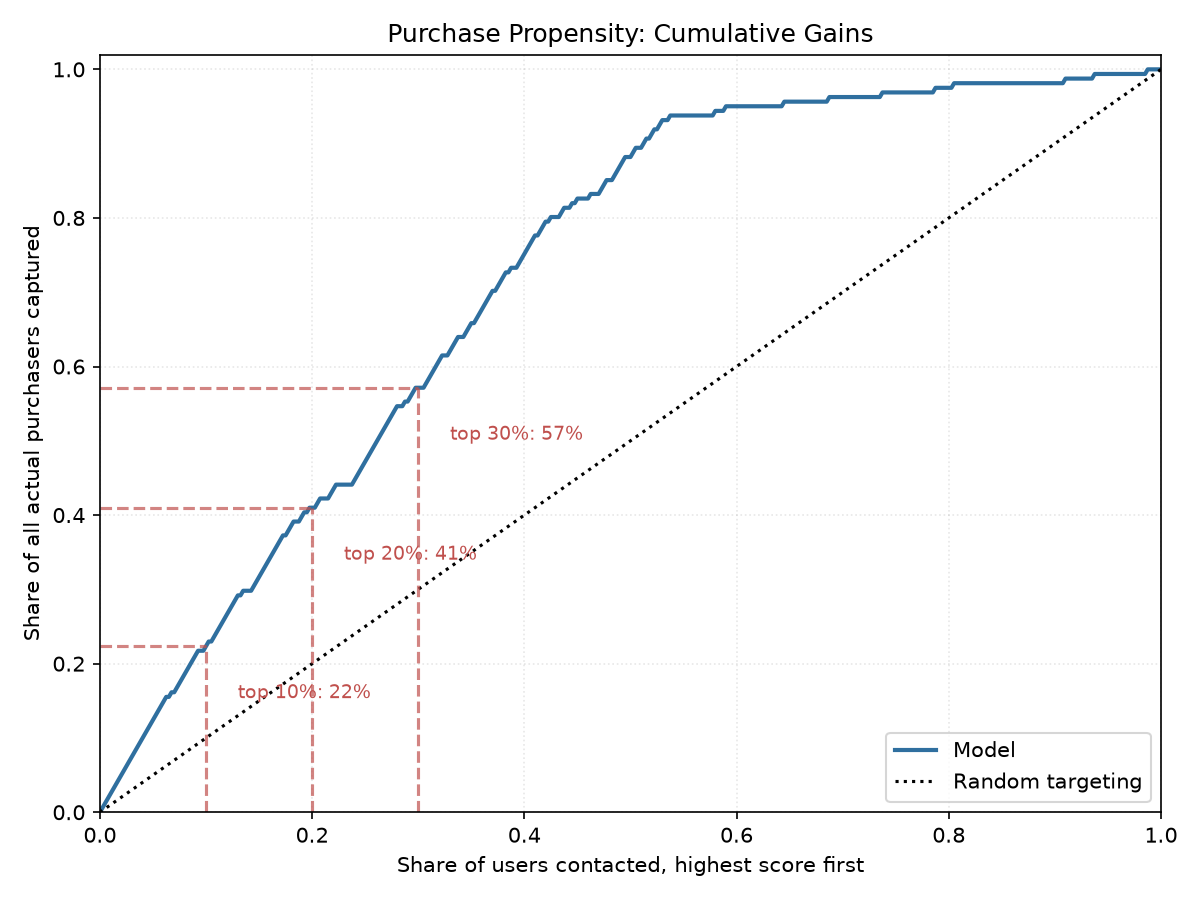 Purchase Propensity: Cumulative Gains
Share of all actual purchasers captured
1.0
0.8
0.6
0.4
0.2
0.0
top 30%: 57%
top 20%: 41%
top 10%: 22%
Model
Random targeting
0.0
0.2
0.4
0.6
0.8
1.0
Share of users contacted, highest score first